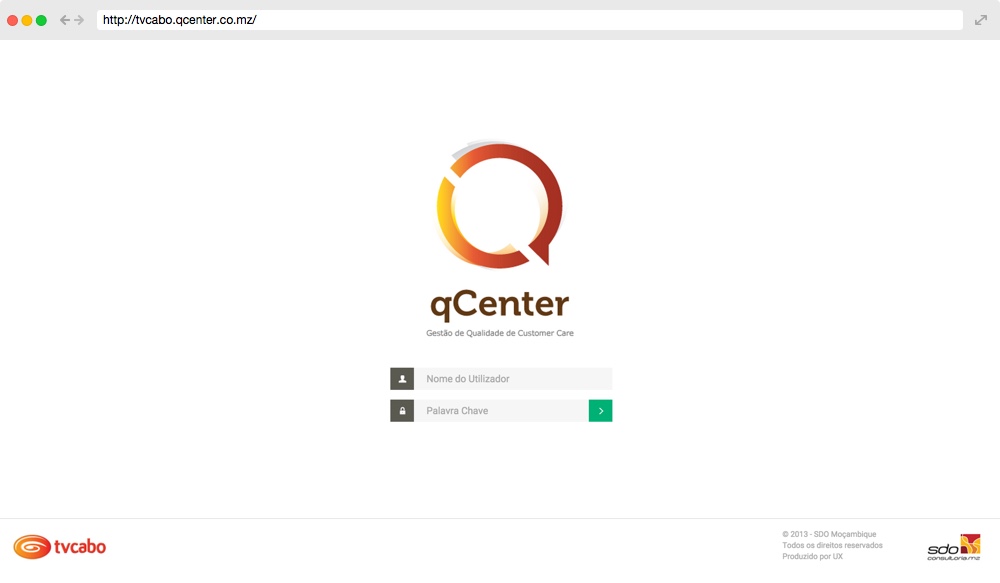 http://tvcabo.qcenter.co.mz/
qCenter
Gestão de Qualidade de Customer Care
Nome do Utilizador
Palavra Chave
tvcabo
© 2013 - SDO Moçambique
Todos os direitos reservados
Produzido por UX
sdo
consultoria.mz